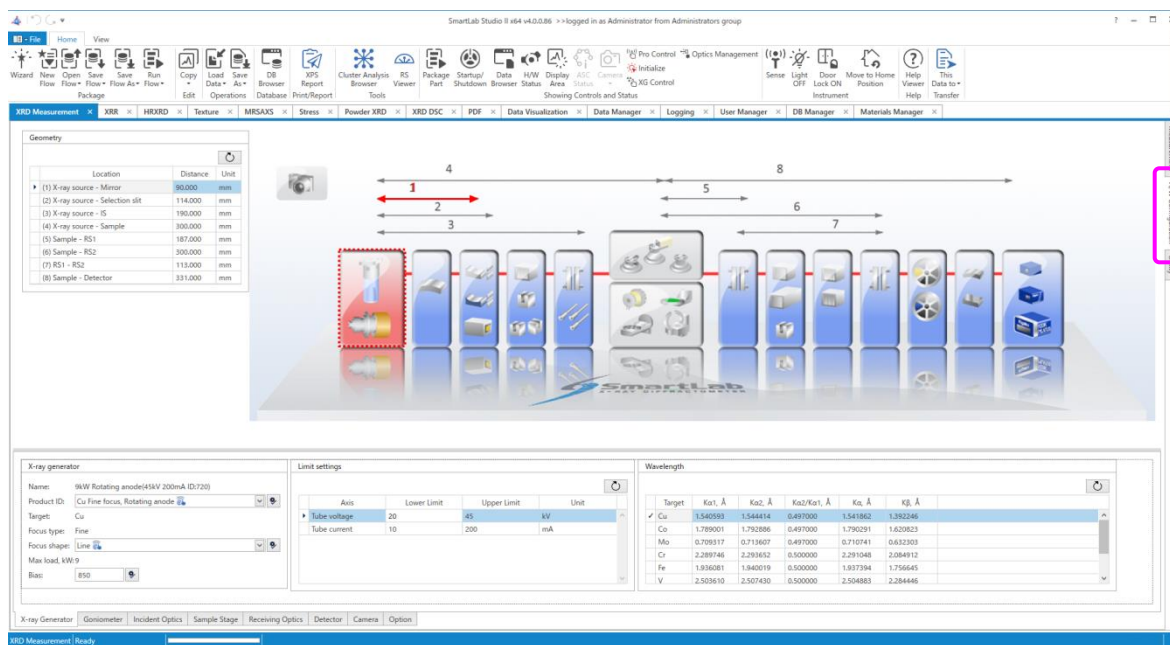 SmartLab Studio II x64 v4.0.0.86 >>logged in as Administrator from Administrators group
File Home View
Wizard New Flow Open Flow Save Flow Save Flow As Run Flow Package
Copy Edit
Load Data Save As Operations
DB Browser Database
XPS Report Print/Report
Cluster Analysis Browser RS Viewer Tools
Package Part Startup/ Shutdown Data Browser H/W Status Display Area ASC Status Camera Pro Control Optics Management Initialize XG Control Showing Controls and Status
Sense Light OFF Door Lock ON Move to Home Position Instrument
Help Viewer Help
This Data to Transfer
XRD Measurement XRR HRXRD Texture MRSAXS Stress Powder XRD XRD DSC PDF Data Visualization Data Manager Logging User Manager DB Manager Materials Manager
Geometry
Location Distance Unit
(1) X-ray source - Mirror 90.000 mm
(2) X-ray source - Selection slit 114.000 mm
(3) X-ray source - IS 190.000 mm
(4) X-ray source - Sample 300.000 mm
(5) Sample - RS1 187.000 mm
(6) Sample - RS2 300.000 mm
(7) RS1 - RS2 113.000 mm
(8) Sample - Detector 331.000 mm
4 8
1 5
2 6
3 7
SmartLab
X-RAY DIFFRACTOMETER
X-ray generator
Name: 9kW Rotating anode(45kV 200mA ID:720)
Product ID: Cu Fine focus, Rotating anode
Target: Cu
Focus type: Fine
Focus shape: Line
Max load, kW: 9
Bias: 850
Limit settings
Axis Lower Limit Upper Limit Unit
Tube voltage 20 45 kV
Tube current 10 200 mA
Wavelength
Target Kα1, Å Kα2, Å Kα2/Kα1, Å Kα, Å Kβ, Å
Cu 1.540593 1.544414 0.497000 1.541862 1.392246
Co 1.789001 1.792886 0.497000 1.790291 1.620823
Mo 0.709317 0.713607 0.497000 0.710741 0.632303
Cr 2.289746 2.293652 0.500000 2.291048 2.084912
Fe 1.936081 1.940019 0.500000 1.937394 1.756645
V 2.503610 2.507430 0.500000 2.504883 2.284446
X-ray Generator Goniometer Incident Optics Sample Stage Receiving Optics Detector Camera Option
XRD Measurement Ready